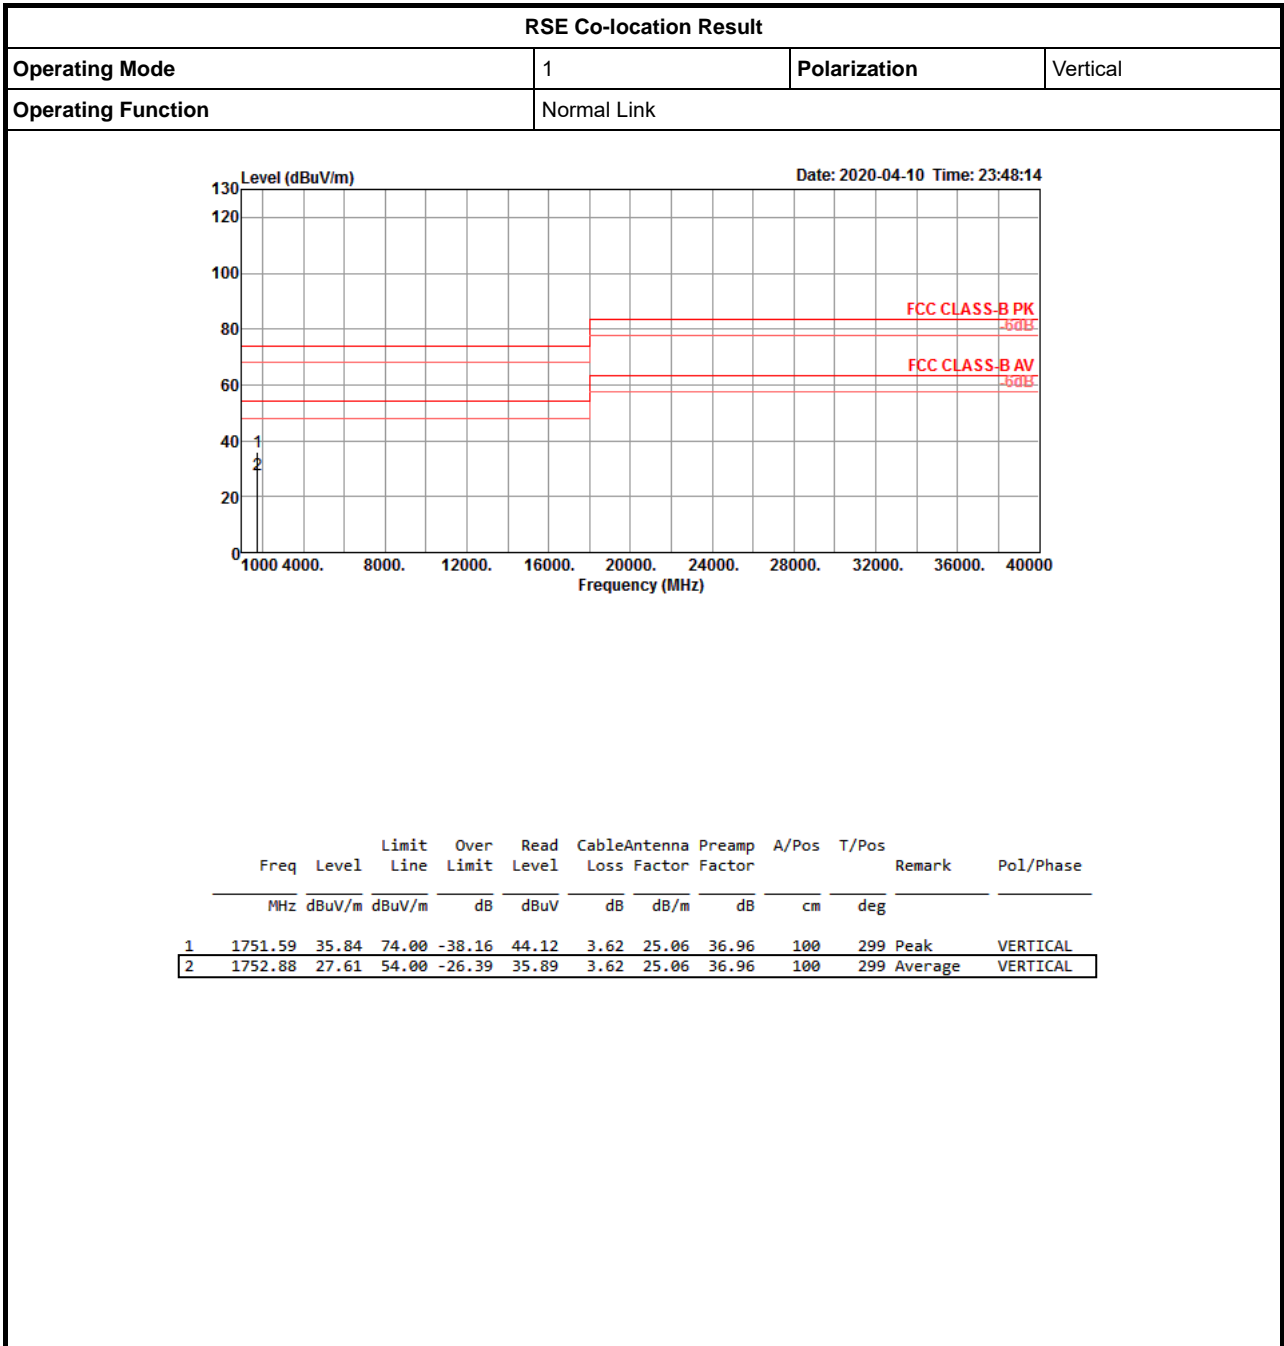 RSE Co-location Result
Operating Mode 1 Polarization Vertical
Operating Function Normal Link
Level (dBuV/m) Date: 2020-04-10 Time: 23:48:14
130
120
100
FCC CLASS-B PK
80 -6dB
FCC CLASS-B AV
60 -6dB
40 1
2
20
0
1000 4000. 8000. 12000. 16000. 20000. 24000. 28000. 32000. 36000. 40000
Frequency (MHz)
Limit Over Read Cable Antenna Preamp A/Pos T/Pos
Freq Level Line Limit Level Loss Factor Factor Remark Pol/Phase
MHz dBuV/m dBuV/m dB dBuV dB dB/m dB cm deg
1 1751.59 35.84 74.00 -38.16 44.12 3.62 25.06 36.96 100 299 Peak VERTICAL
2 1752.88 27.61 54.00 -26.39 35.89 3.62 25.06 36.96 100 299 Average VERTICAL